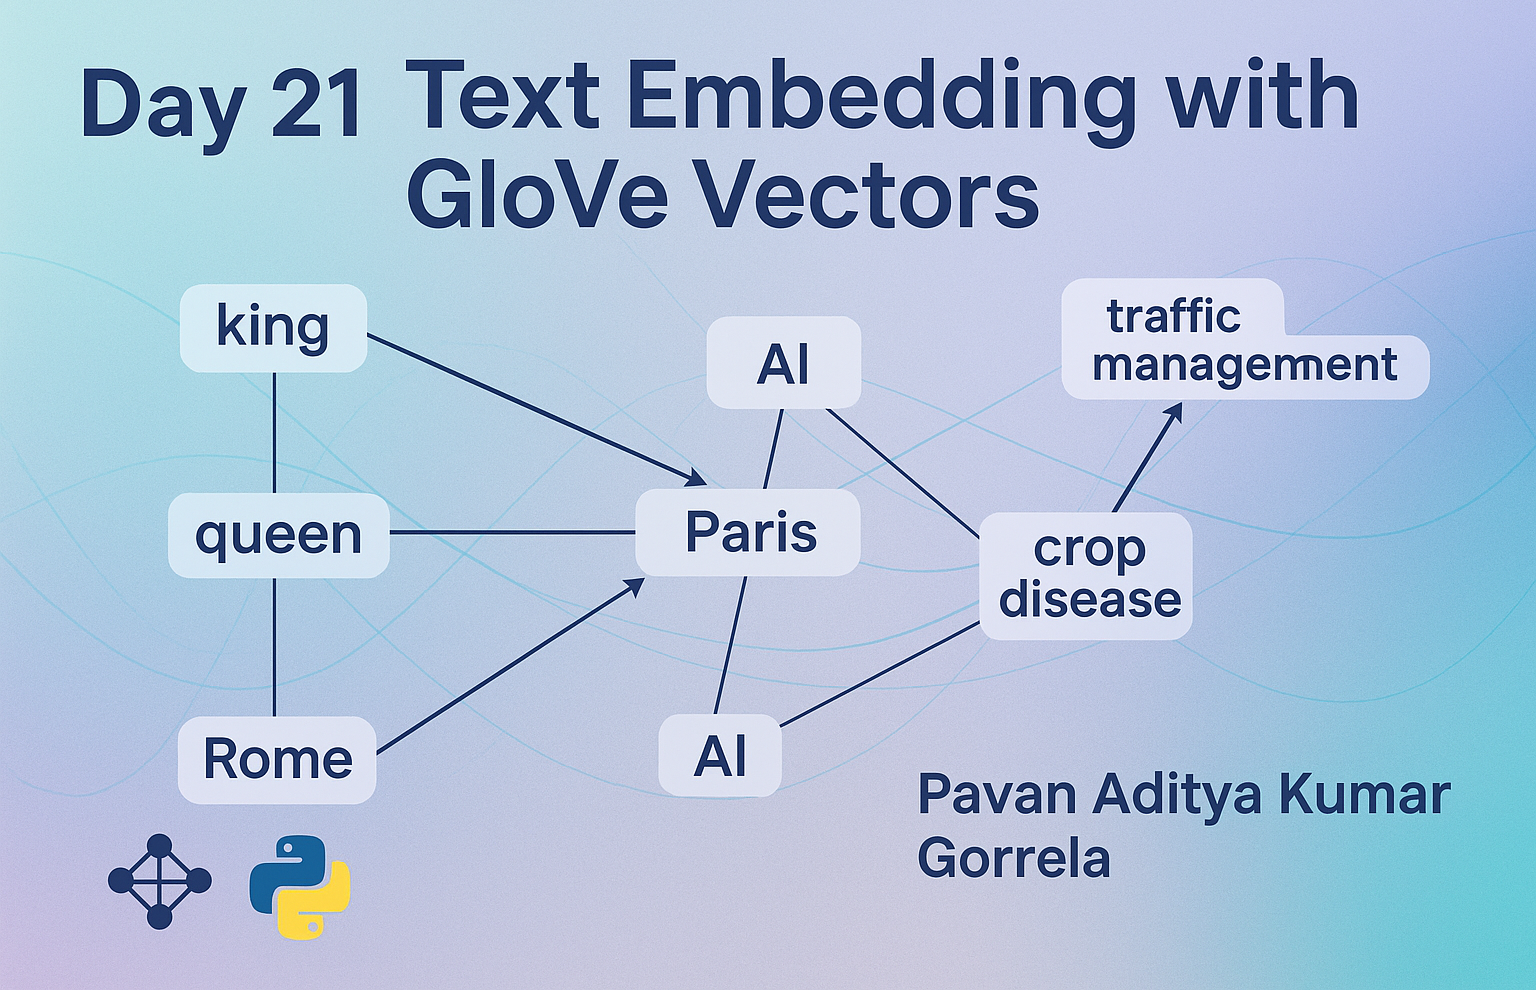 Day 21
Text Embedding with
GloVe Vectors
king
AI
traffic
management
queen
Paris
crop
disease
Rome
AI
Pavan Aditya Kumar
Gorrela